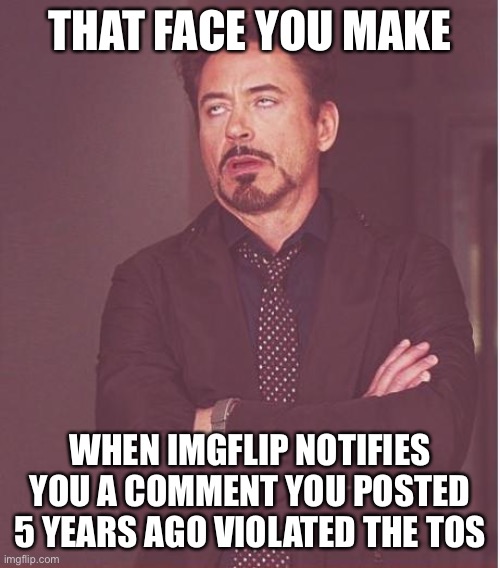 THAT FACE YOU MAKE
WHEN IMGFLIP NOTIFIES
YOU A COMMENT YOU POSTED
5 YEARS AGO VIOLATED THE TOS
imgflip.com